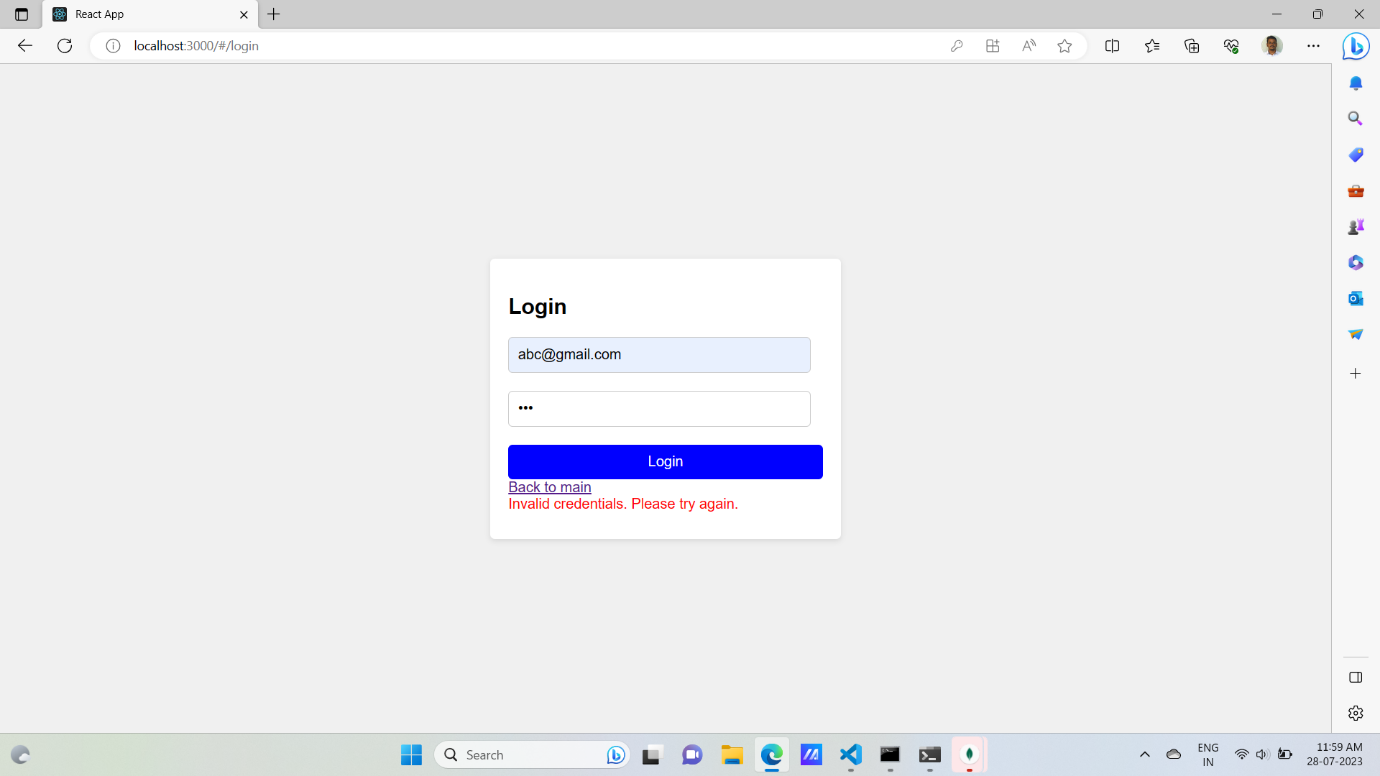 React App
localhost:3000/#/login
Login
abc@gmail.com
•••
Login
Back to main
Invalid credentials. Please try again.
Search
ENG
IN
11:59 AM
28-07-2023